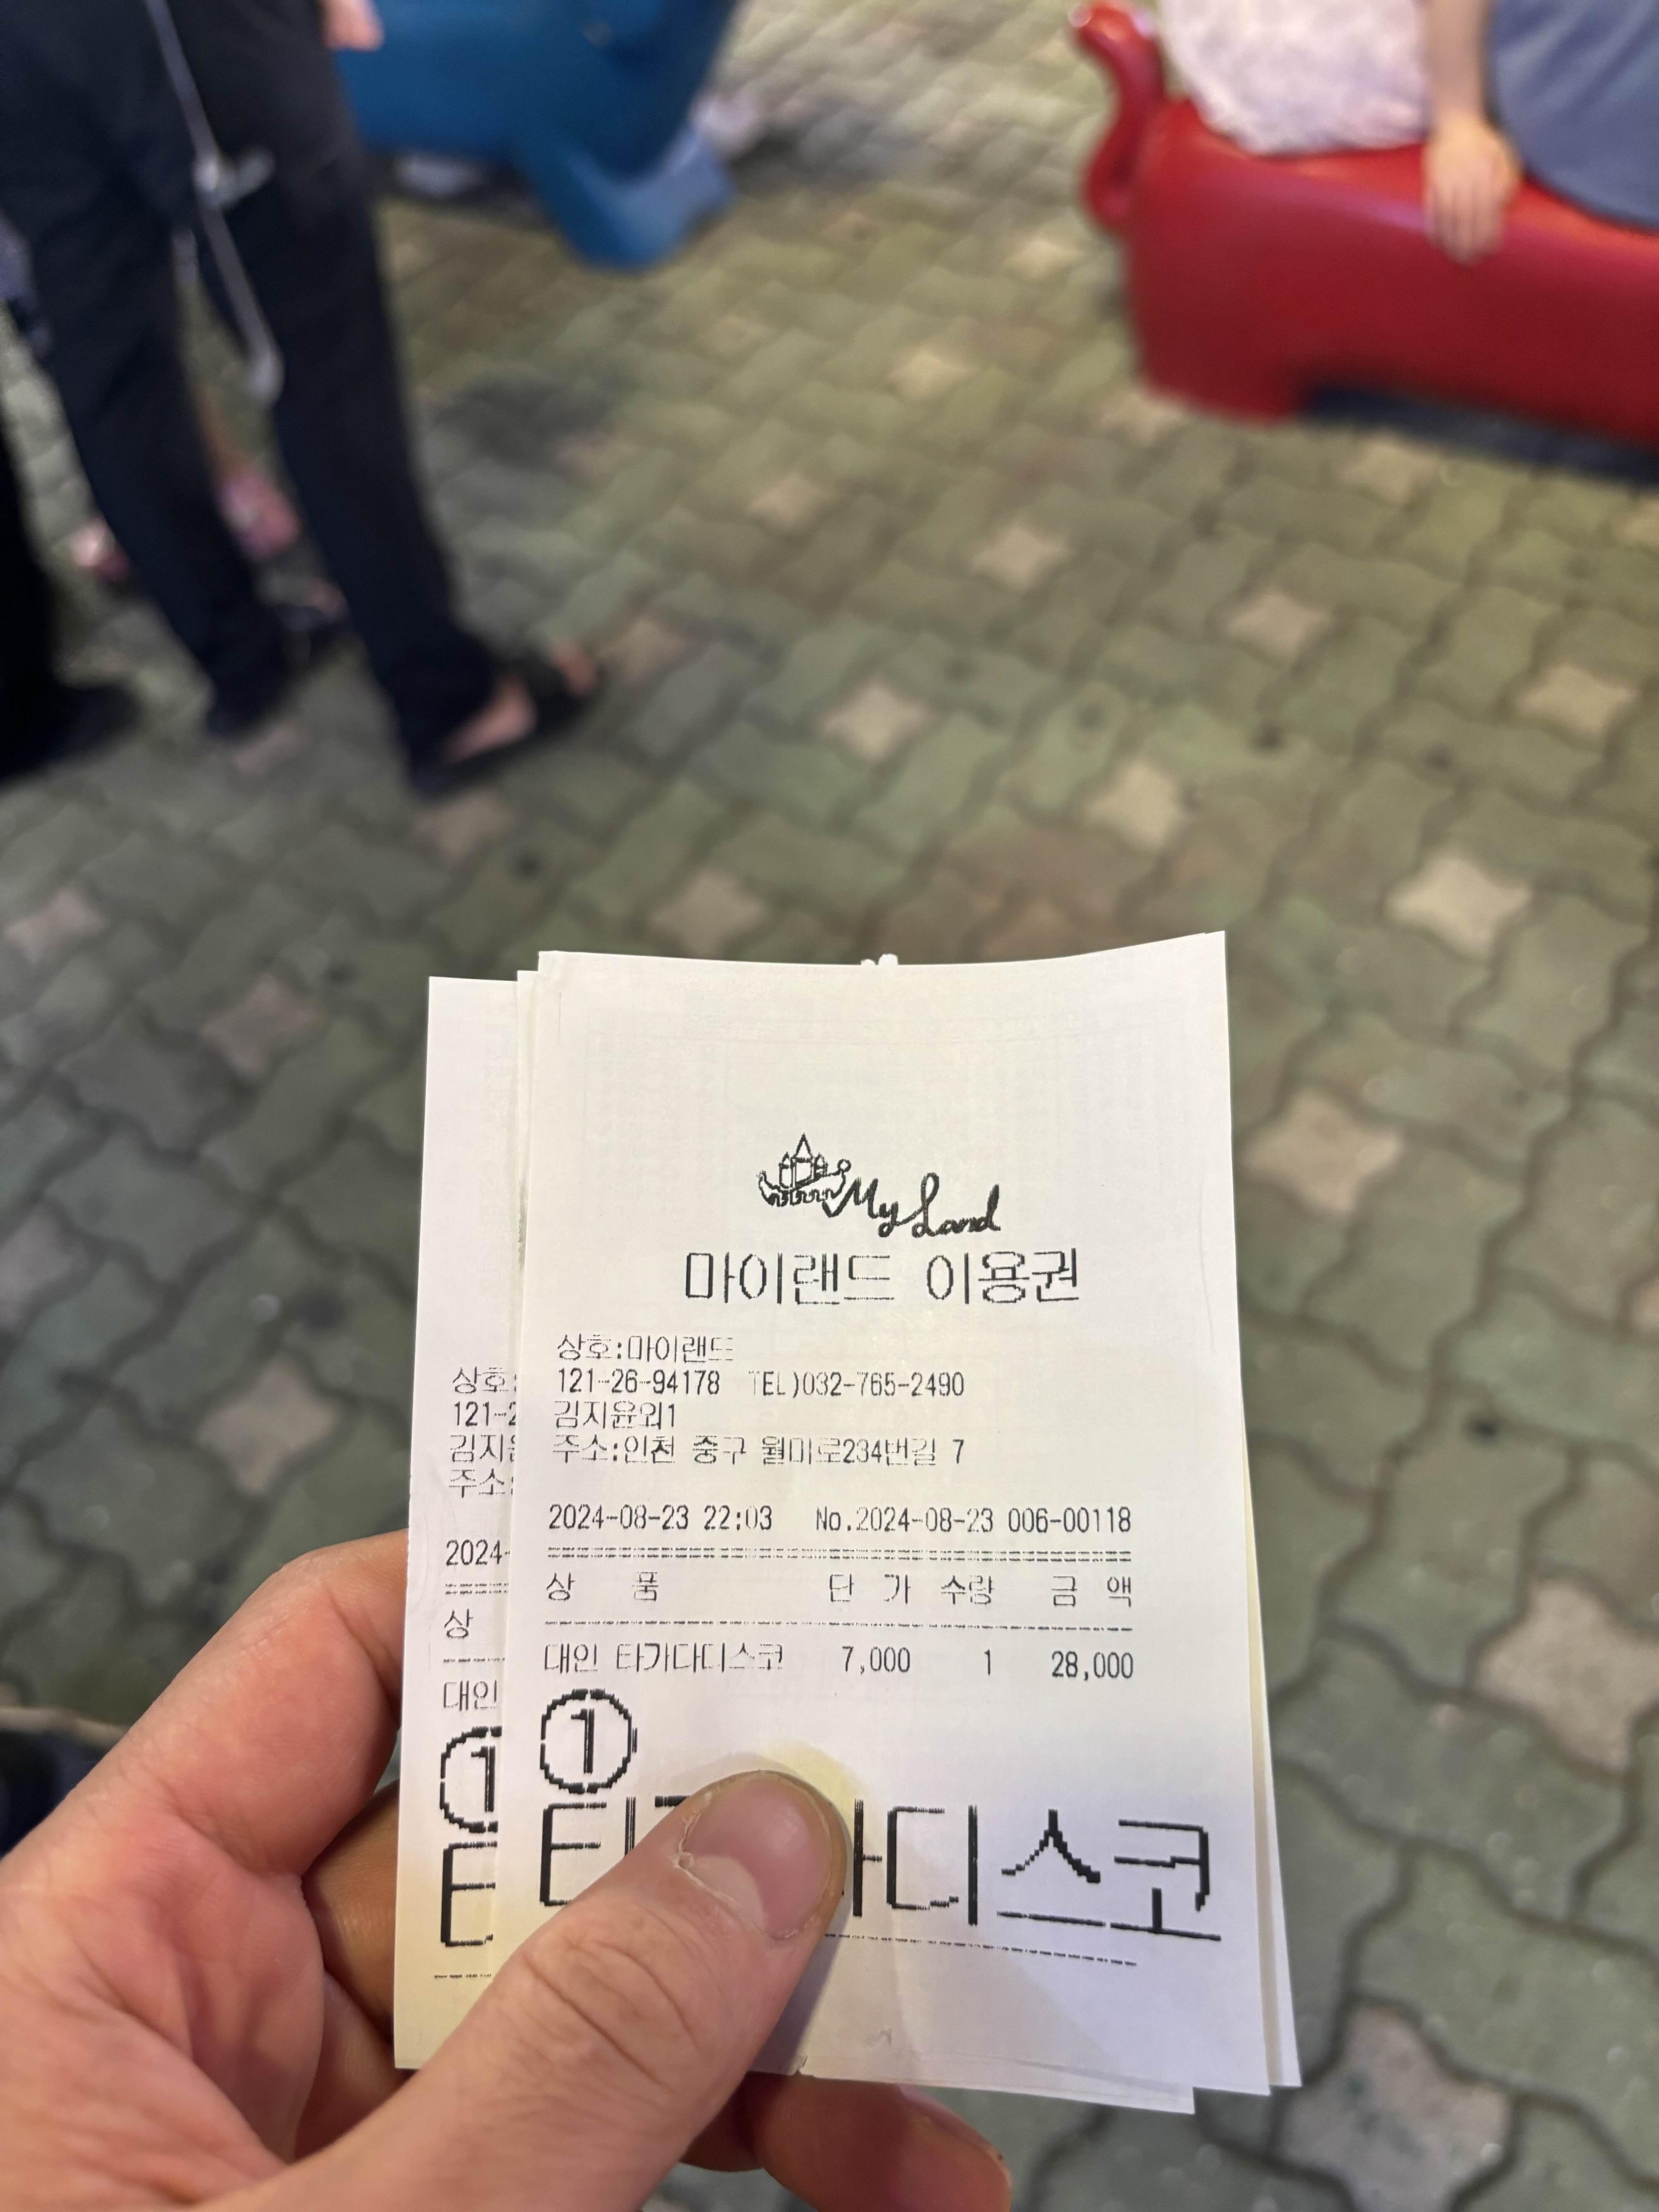 My Land
마이랜드 이용권
상호:마이랜드
121-26-94178 TEL)032-765-2490
김지윤외1
주소:인천 중구 월미로234번길 7
2024-08-23 22:03 No.2024-08-23 006-00118
상 품 단 가 수량 금 액
대인 타가다디스코 7,000 1 28,000
①
디스코
상호:
121-2
김지
주소:
2024-
상
대인
①